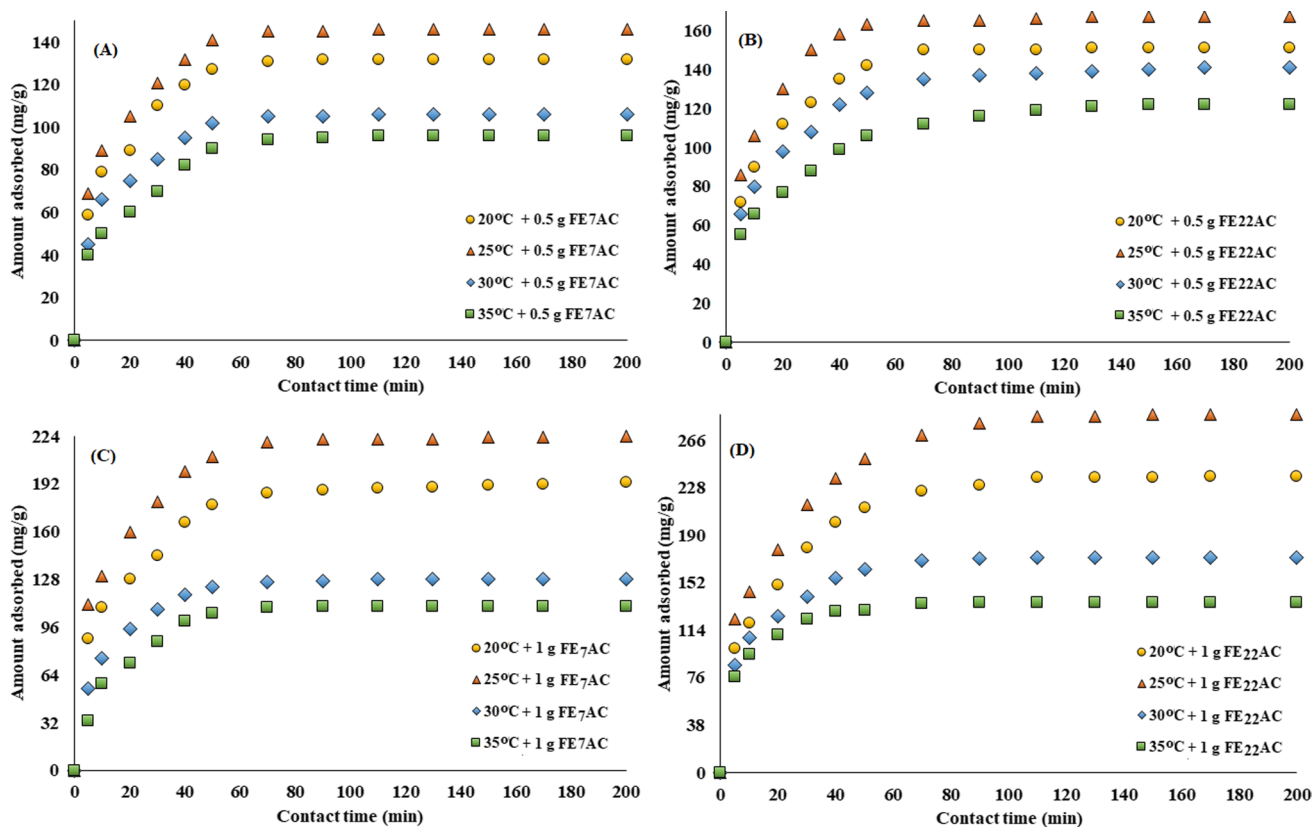 (A)
Amount adsorbed (mg/g)
140
120
100
80
60
40
20
0
20ºC + 0.5 g FE7AC
25ºC + 0.5 g FE7AC
30ºC + 0.5 g FE7AC
35ºC + 0.5 g FE7AC
0 20 40 60 80 100 120 140 160 180 200
Contact time (min)
(B)
Amount adsorbed (mg/g)
160
140
120
100
80
60
40
20
0
20ºC + 0.5 g FE22AC
25ºC + 0.5 g FE22AC
30ºC + 0.5 g FE22AC
35ºC + 0.5 g FE22AC
0 20 40 60 80 100 120 140 160 180 200
Contact time (min)
(C)
Amount adsorbed (mg/g)
224
192
160
128
96
64
32
0
20ºC + 1 g FE₇AC
25ºC + 1 g FE₇AC
30ºC + 1 g FE₇AC
35ºC + 1 g FE7AC
0 20 40 60 80 100 120 140 160 180 200
Contact time (min)
(D)
Amount adsorbed (mg/g)
266
228
190
152
114
76
38
0
20ºC + 1 g FE₂₂AC
25ºC + 1 g FE₂₂AC
30ºC + 1 g FE₂₂AC
35ºC + 1 g FE₂₂AC
0 20 40 60 80 100 120 140 160 180 200
Contact time (min)